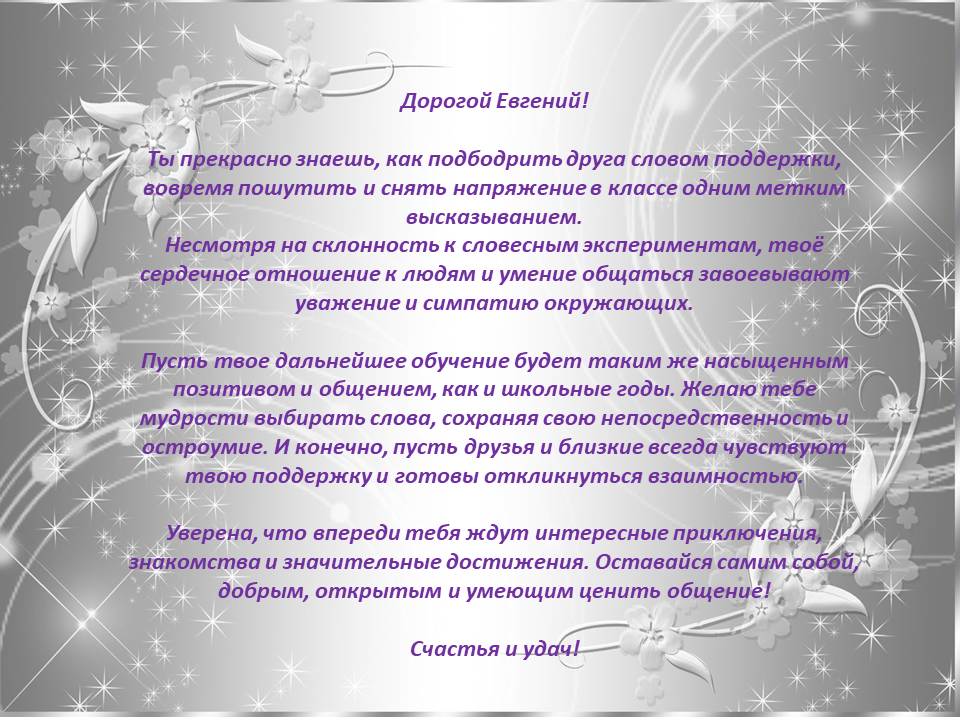 Дорогой Евгений!
Ты прекрасно знаешь, как подбодрить друга словом поддержки,
вовремя пошутить и снять напряжение в классе одним метким
высказыванием.
Несмотря на склонность к словесным экспериментам, твоё
сердечное отношение к людям и умение общаться завоевывают
уважение и симпатию окружающих.
Пусть твое дальнейшее обучение будет таким же насыщенным
позитивом и общением, как и школьные годы. Желаю тебе
мудрости выбирать слова, сохраняя свою непосредственность и
остроумие. И конечно, пусть друзья и близкие всегда чувствуют
твою поддержку и готовы откликнуться взаимностью.
Уверена, что впереди тебя ждут интересные приключения,
знакомства и значительные достижения. Оставайся самим собой,
добрым, открытым и умеющим ценить общение!
Счастья и удач!